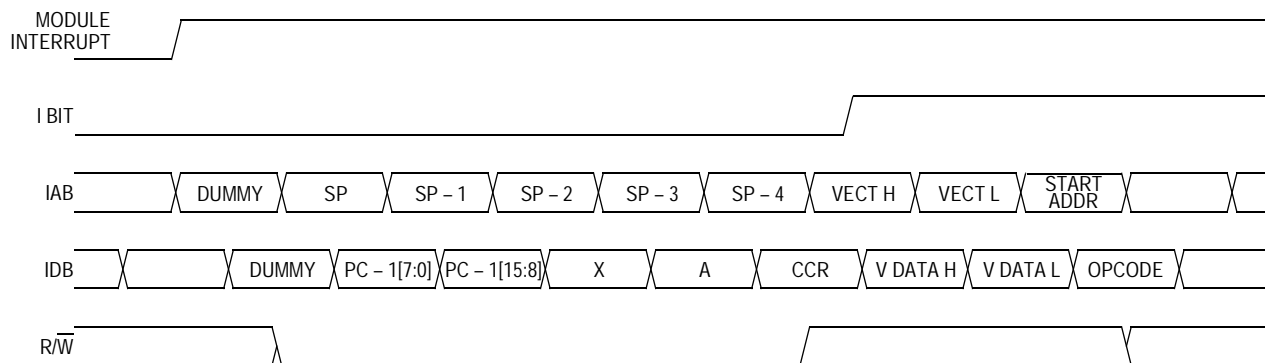 MODULE
INTERRUPT
I BIT
IAB DUMMY SP SP – 1 SP – 2 SP – 3 SP – 4 VECT H VECT L START
ADDR
IDB DUMMY PC – 1[7:0] PC – 1[15:8] X A CCR V DATA H V DATA L OPCODE
R/W̅